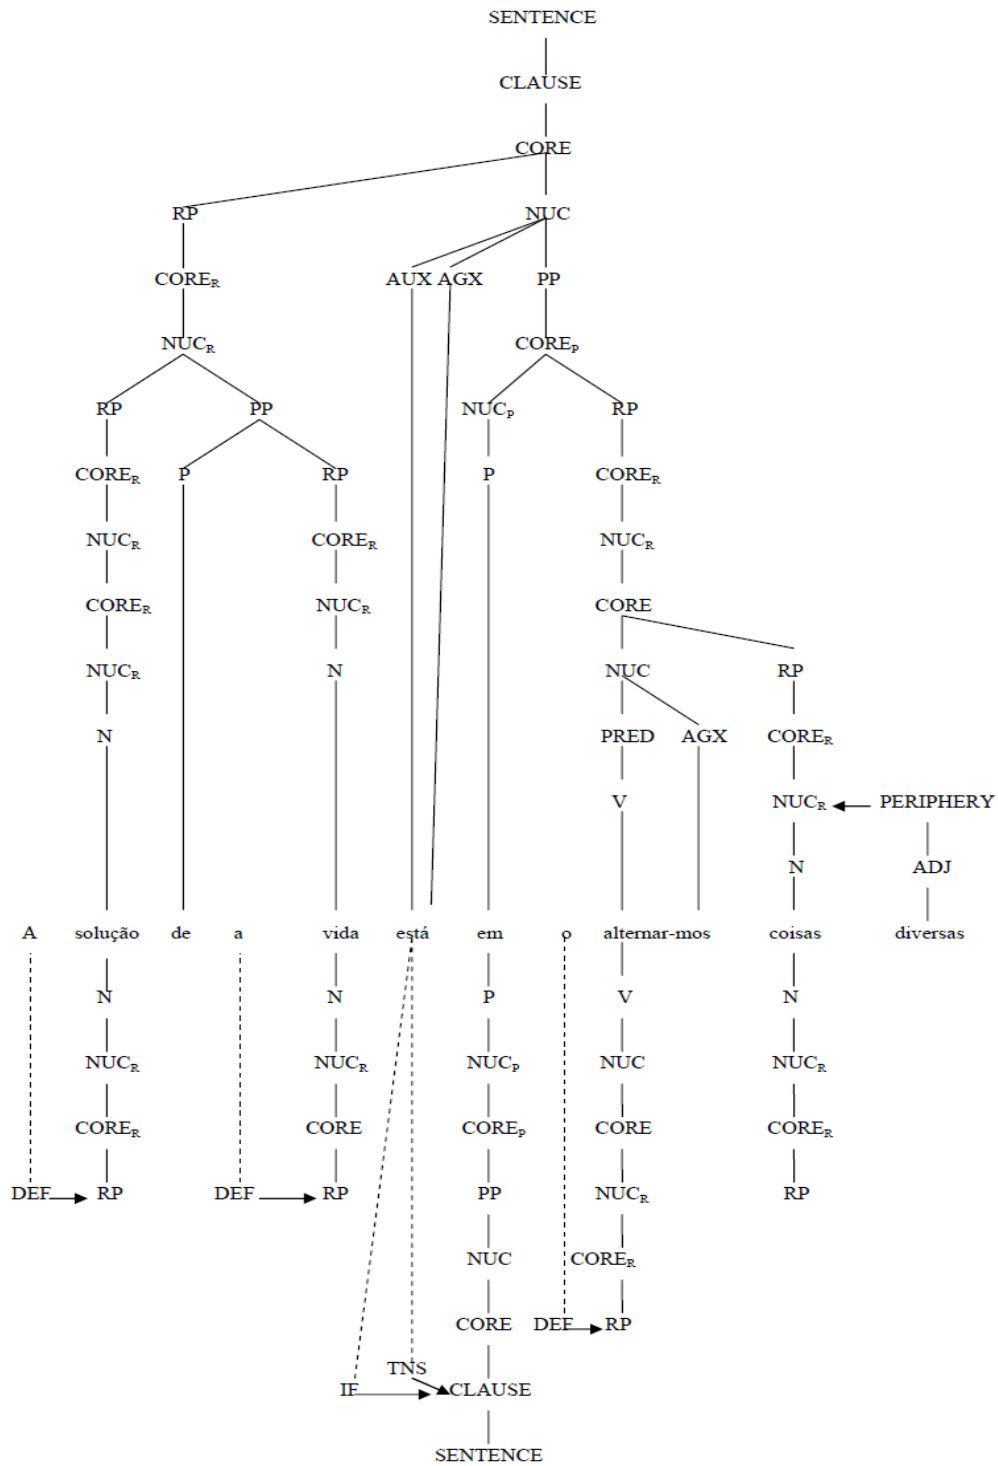 SENTENCE
CLAUSE
CORE
RP NUC
CORER AUX AGX PP
NUCR COREP
RP PP NUCP RP
CORER P RP P CORER
NUCR CORER NUCR
CORER NUCR CORE
NUCR N NUC RP
N PRED AGX CORER
V NUCR PERIPHERY
N ADJ
A solução de a vida está em o alternar-mos coisas diversas
N N P V N
NUCR NUCR NUCP NUC NUCR
CORER CORE COREP CORE CORER
DEF RP DEF RP PP NUCR RP
NUC CORER
CORE DEF RP
TNS
IF CLAUSE
SENTENCE